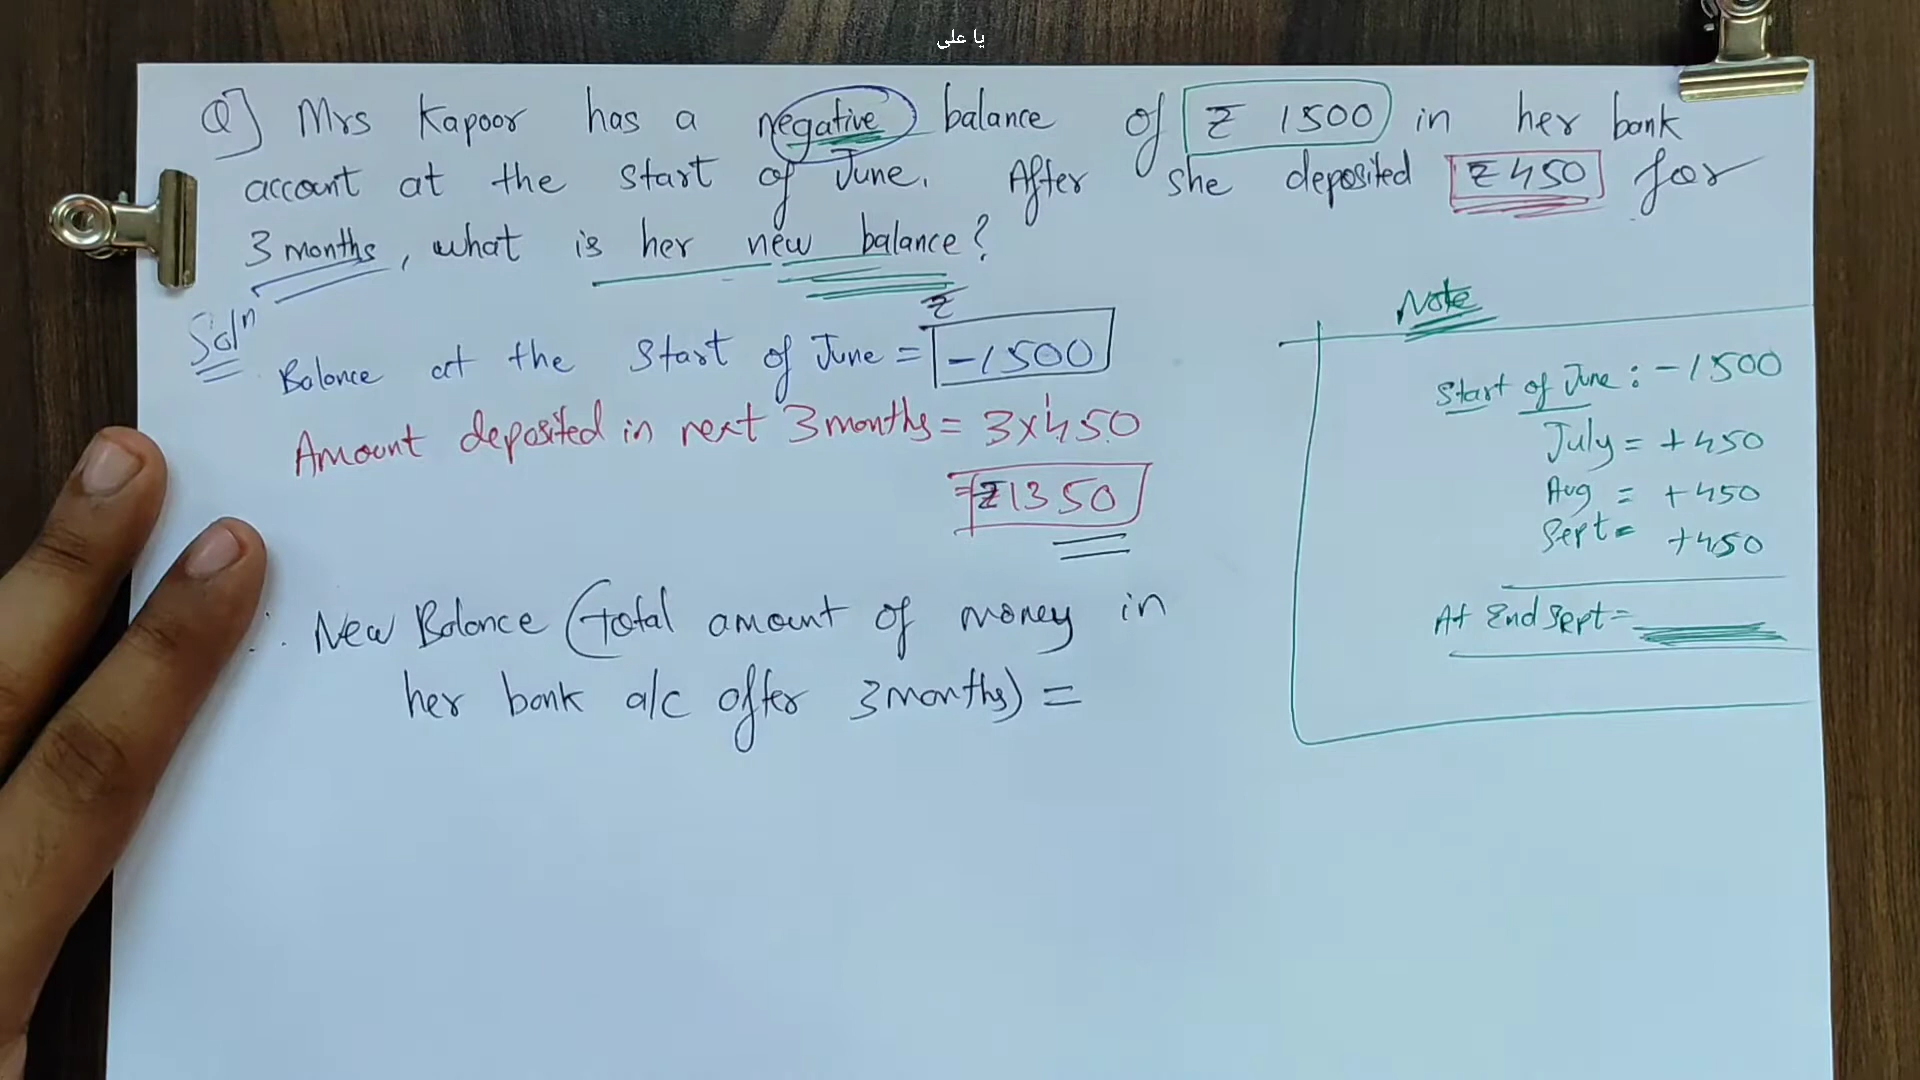 يا علي
Q] Mrs Kapoor has a negative balance of ₹ 1500 in her bank
account at the start of June. After she deposited ₹450 for
3 months, what is her new balance?
Solⁿ
₹
Balance at the start of June = -1500
Amount deposited in next 3 months = 3×450
= ₹1350
∴ New Balance (total amount of money in
her bank a/c after 3 months) =
Note
Start of June : -1500
July = +450
Aug = +450
Sept = +450
At End Sept =